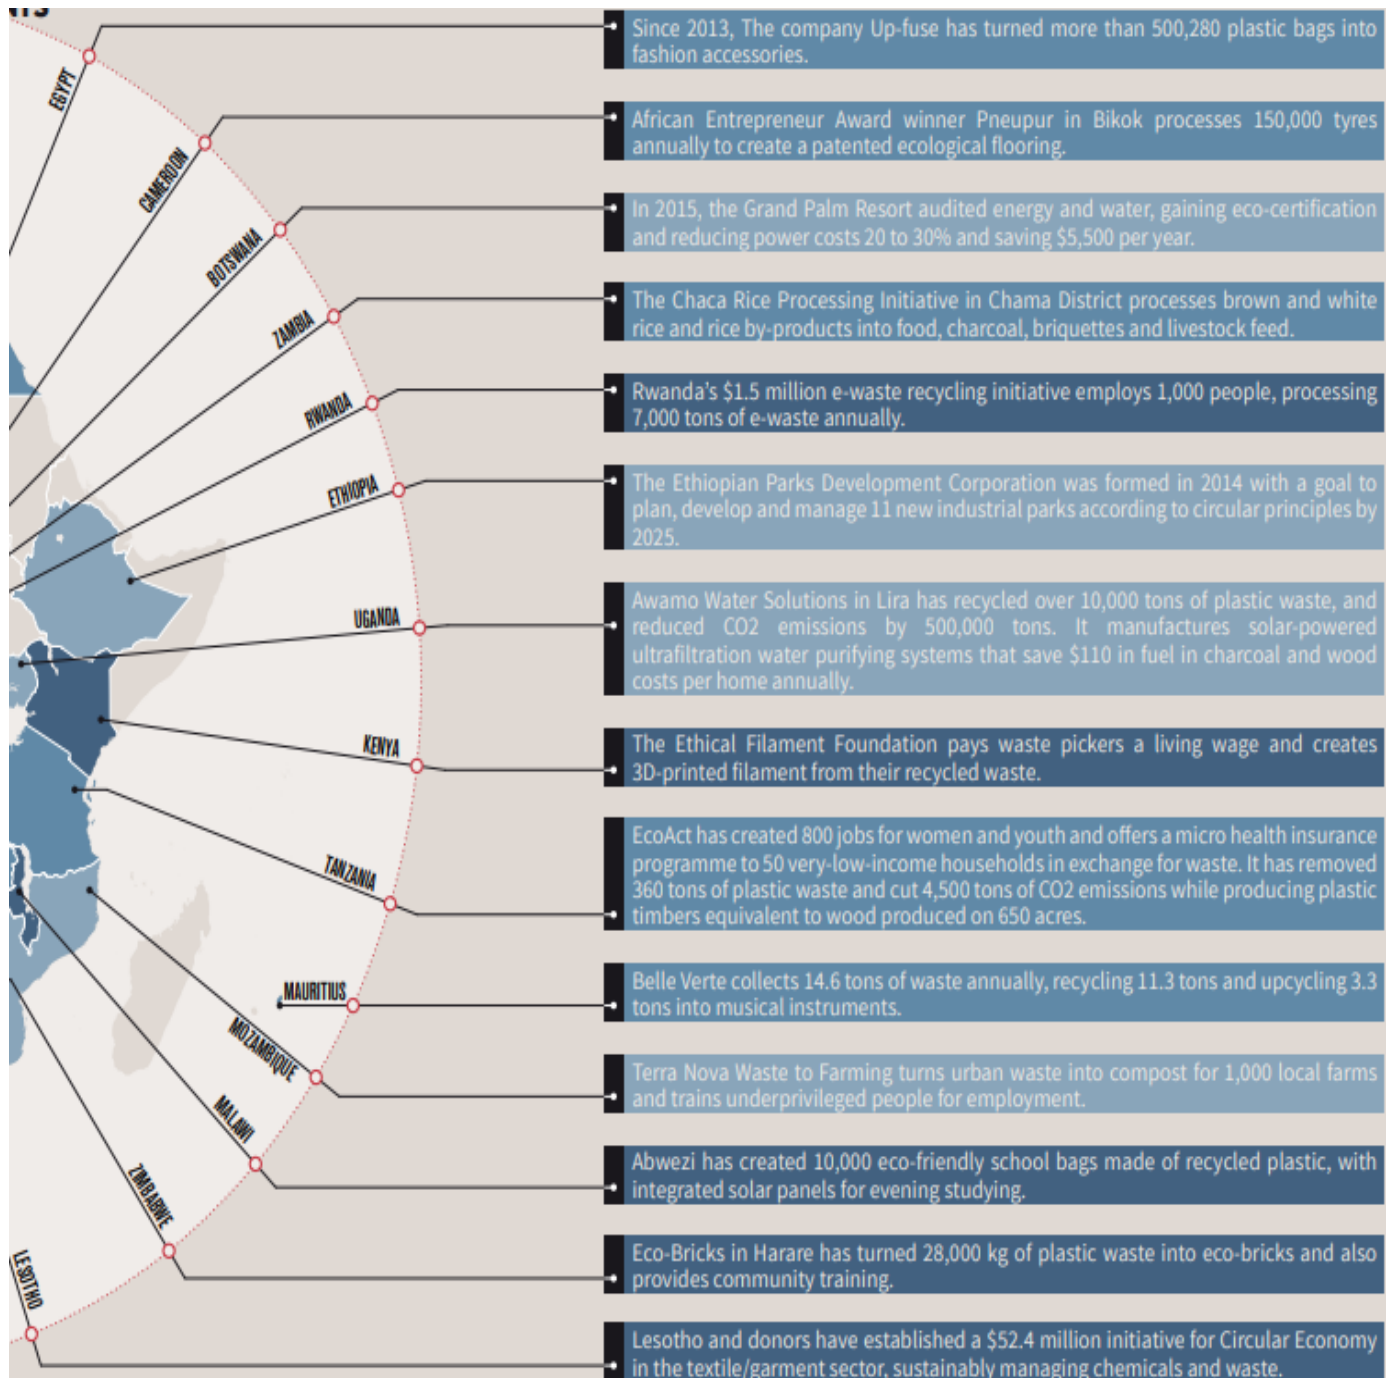 EGYPT
Since 2013, The company Up-fuse has turned more than 500,280 plastic bags into
fashion accessories.
CAMEROON
African Entrepreneur Award winner Pneupur in Bikok processes 150,000 tyres
annually to create a patented ecological flooring.
BOTSWANA
In 2015, the Grand Palm Resort audited energy and water, gaining eco-certification
and reducing power costs 20 to 30% and saving $5,500 per year.
ZAMBIA
The Chaca Rice Processing Initiative in Chama District processes brown and white
rice and rice by-products into food, charcoal, briquettes and livestock feed.
RWANDA
Rwanda’s $1.5 million e-waste recycling initiative employs 1,000 people, processing
7,000 tons of e-waste annually.
ETHIOPIA
The Ethiopian Parks Development Corporation was formed in 2014 with a goal to
plan, develop and manage 11 new industrial parks according to circular principles by
2025.
UGANDA
Awamo Water Solutions in Lira has recycled over 10,000 tons of plastic waste, and
reduced CO2 emissions by 500,000 tons. It manufactures solar-powered
ultrafiltration water purifying systems that save $110 in fuel in charcoal and wood
costs per home annually.
KENYA
The Ethical Filament Foundation pays waste pickers a living wage and creates
3D-printed filament from their recycled waste.
TANZANIA
EcoAct has created 800 jobs for women and youth and offers a micro health insurance
programme to 50 very-low-income households in exchange for waste. It has removed
360 tons of plastic waste and cut 4,500 tons of CO2 emissions while producing plastic
timbers equivalent to wood produced on 650 acres.
MAURITIUS
Belle Verte collects 14.6 tons of waste annually, recycling 11.3 tons and upcycling 3.3
tons into musical instruments.
MOZAMBIQUE
Terra Nova Waste to Farming turns urban waste into compost for 1,000 local farms
and trains underprivileged people for employment.
MALAWI
Abwezi has created 10,000 eco-friendly school bags made of recycled plastic, with
integrated solar panels for evening studying.
ZIMBABWE
Eco-Bricks in Harare has turned 28,000 kg of plastic waste into eco-bricks and also
provides community training.
LESOTHO
Lesotho and donors have established a $52.4 million initiative for Circular Economy
in the textile/garment sector, sustainably managing chemicals and waste.